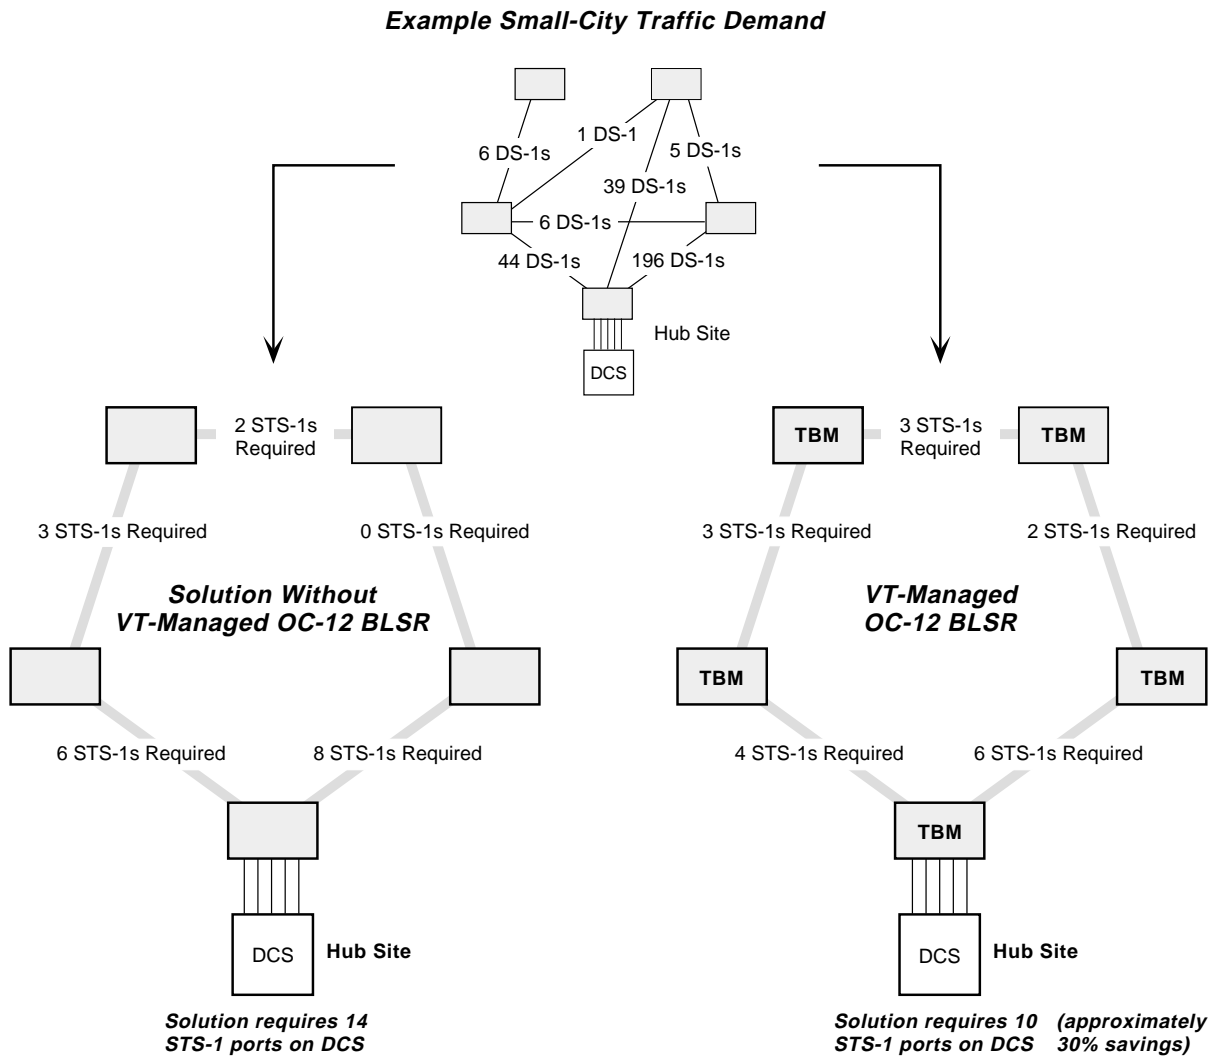 Example Small-City Traffic Demand
1 DS-1
6 DS-1s
5 DS-1s
39 DS-1s
6 DS-1s
44 DS-1s
196 DS-1s
Hub Site
DCS
2 STS-1s
Required
3 STS-1s Required
0 STS-1s Required
Solution Without
VT-Managed OC-12 BLSR
6 STS-1s Required
8 STS-1s Required
DCS
Hub Site
Solution requires 14
STS-1 ports on DCS
TBM
3 STS-1s
Required
TBM
3 STS-1s Required
2 STS-1s Required
VT-Managed
OC-12 BLSR
TBM
TBM
4 STS-1s Required
6 STS-1s Required
TBM
DCS
Hub Site
Solution requires 10 (approximately
STS-1 ports on DCS 30% savings)